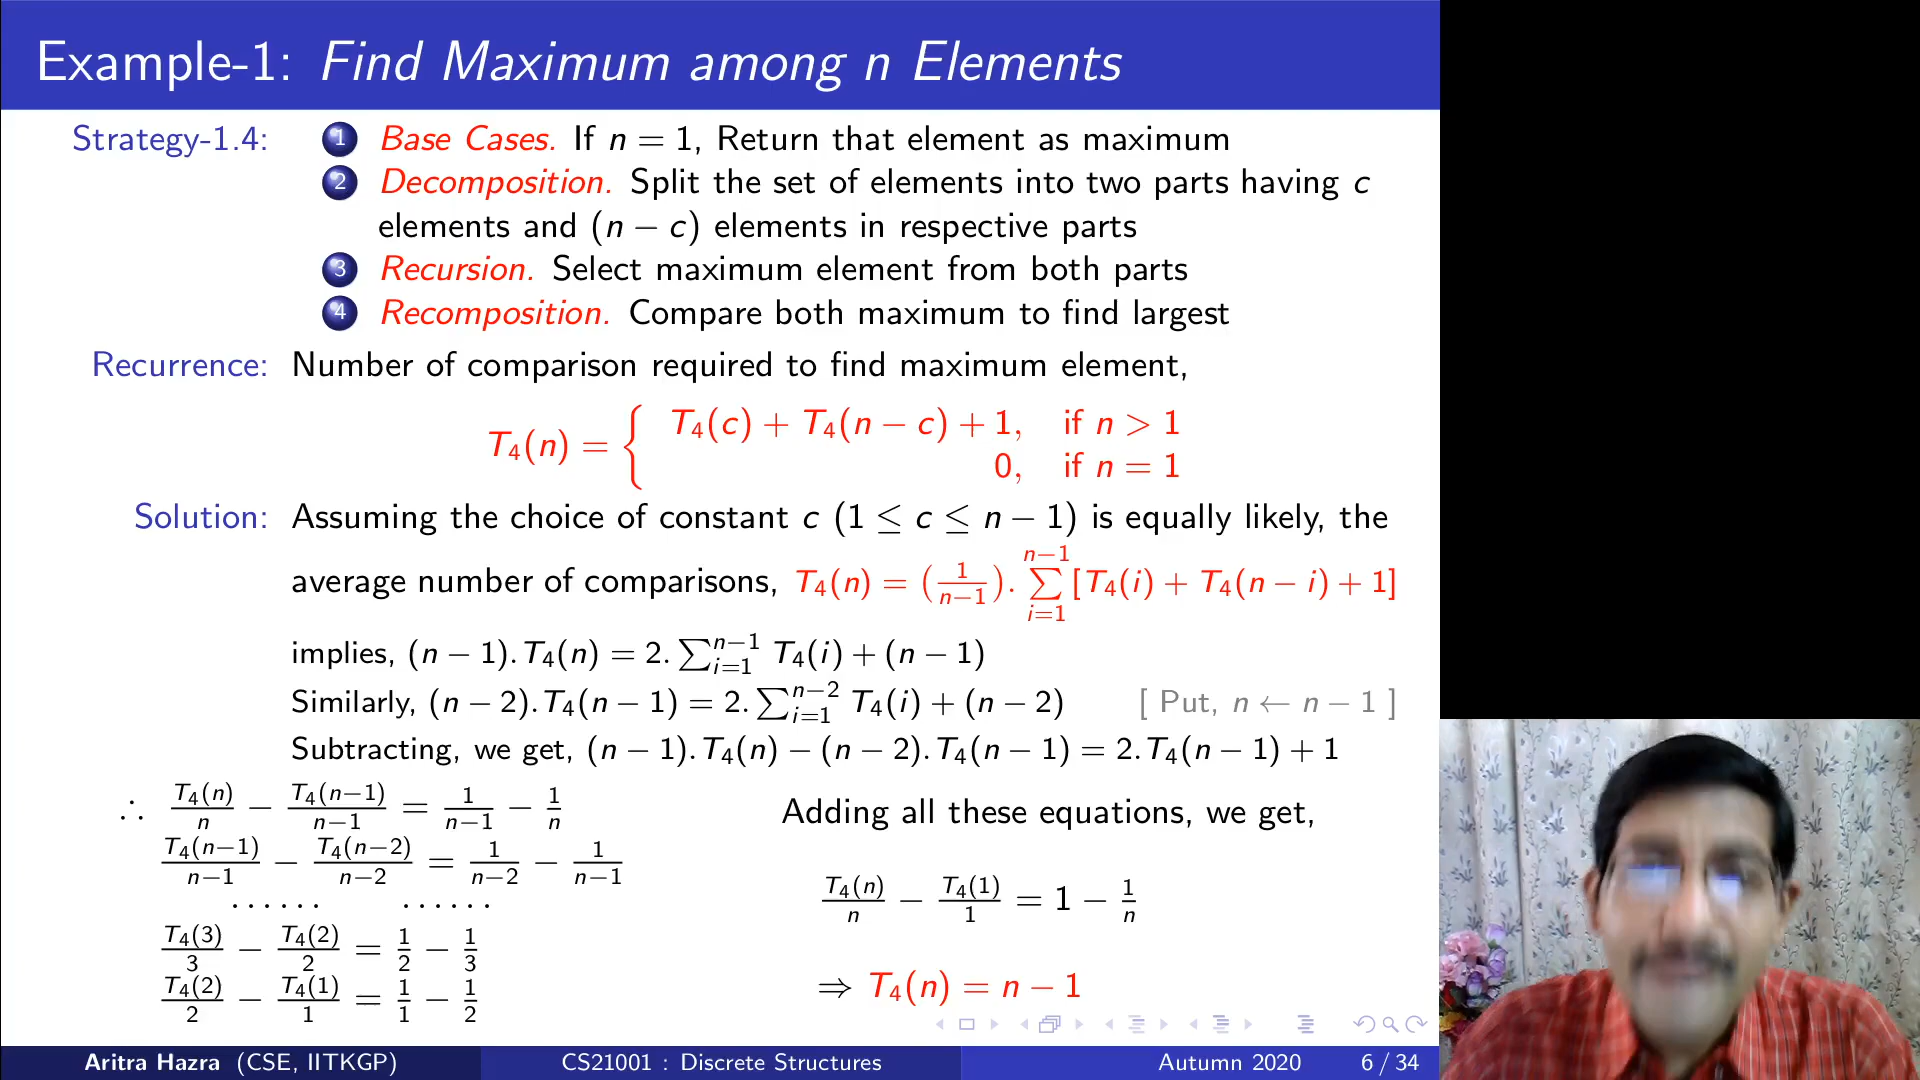 Example-1: Find Maximum among n Elements
Strategy-1.4: 1 Base Cases. If n = 1, Return that element as maximum
2 Decomposition. Split the set of elements into two parts having c
elements and (n − c) elements in respective parts
3 Recursion. Select maximum element from both parts
4 Recomposition. Compare both maximum to find largest
Recurrence: Number of comparison required to find maximum element,
T₄(n) = { T₄(c) + T₄(n − c) + 1, if n > 1
0, if n = 1
Solution: Assuming the choice of constant c (1 ≤ c ≤ n − 1) is equally likely, the
average number of comparisons, T₄(n) = (1/(n−1)). ∑_{i=1}^{n−1} [T₄(i) + T₄(n − i) + 1]
implies, (n − 1).T₄(n) = 2. ∑_{i=1}^{n−1} T₄(i) + (n − 1)
Similarly, (n − 2).T₄(n − 1) = 2. ∑_{i=1}^{n−2} T₄(i) + (n − 2) [ Put, n ← n − 1 ]
Subtracting, we get, (n − 1).T₄(n) − (n − 2).T₄(n − 1) = 2.T₄(n − 1) + 1
∴ T₄(n)/n − T₄(n−1)/(n−1) = 1/(n−1) − 1/n
T₄(n−1)/(n−1) − T₄(n−2)/(n−2) = 1/(n−2) − 1/(n−1)
...... ......
T₄(3)/3 − T₄(2)/2 = 1/2 − 1/3
T₄(2)/2 − T₄(1)/1 = 1/1 − 1/2
Adding all these equations, we get,
T₄(n)/n − T₄(1)/1 = 1 − 1/n
⇒ T₄(n) = n − 1
Aritra Hazra (CSE, IITKGP) CS21001 : Discrete Structures Autumn 2020 6 / 34